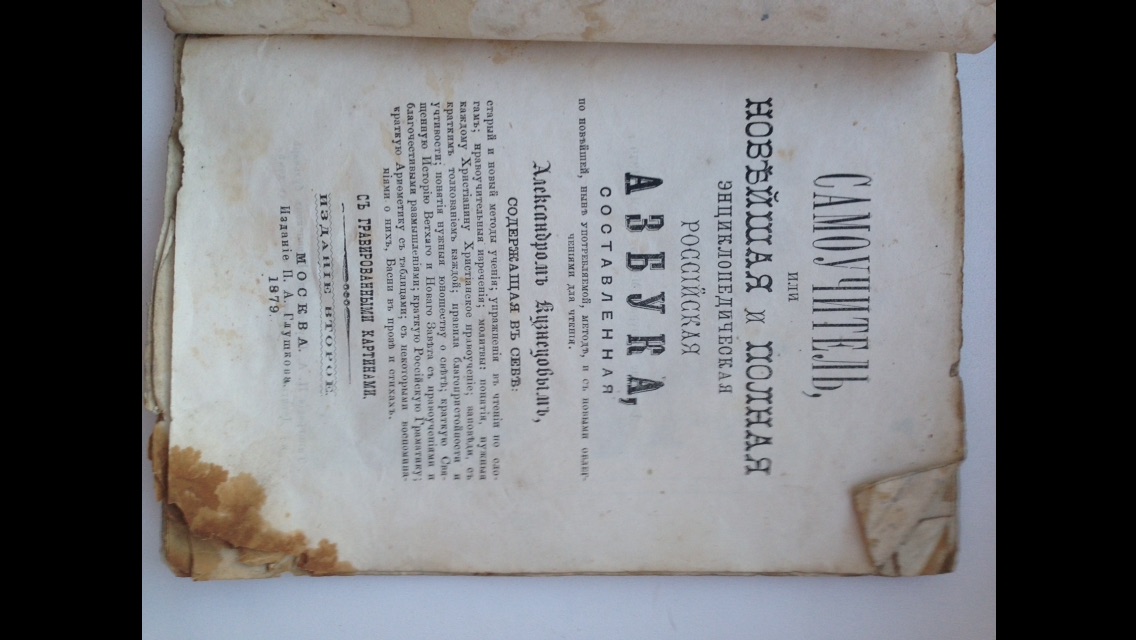 САМОУЧИТЕЛЬ,
ИЛИ
НОВѢЙШАЯ И ПОЛНАЯ
ЭНЦИКЛОПЕДИЧЕСКАЯ
РОССІЙСКАЯ
АЗБУКА,
СОСТАВЛЕННАЯ
по новѣйшей, нынѣ употребляемой, методѣ, и съ новыми облег-
ченіями для чтенія.
Александромъ Кузнецовымъ,
СОДЕРЖАЩАЯ ВЪ СЕБѢ:
старый и новый методы ученія; упражненія въ чтеніи по сло-
гамъ; нравоучительныя изреченія; молитвы: понятія, нужныя
каждому Христіанину Христіанское нравоученіе; заповѣди, съ
краткимъ толкованіемъ каждой; правила благопристойности и
учтивости; понятія нужныя юношеству о свѣтѣ; краткую Свя-
щенную Исторію Ветхаго и Новаго Завѣта съ нравоученіями и
благочестивыми размышленіями; краткую Россійскую Граматику;
краткую Ариѳметику съ таблицами; съ некоторыми воспомина-
ніями о нихъ, Басни въ прозѣ и стихахъ.
СЪ ГРАВИРОВАННЫМИ КАРТИНАМИ.
ИЗДАНІЕ ВТОРОЕ.
МОСКВА.
Изданіе П. А. Глушкова.
1879.